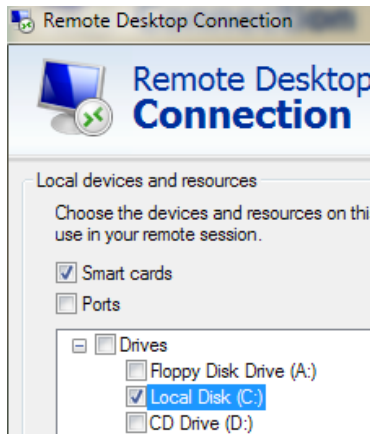 Remote Desktop Connection
Remote Desktop
Connection
Local devices and resources
Choose the devices and resources on thi
use in your remote session.
Smart cards
Ports
Drives
Floppy Disk Drive (A:)
Local Disk (C:)
CD Drive (D:)